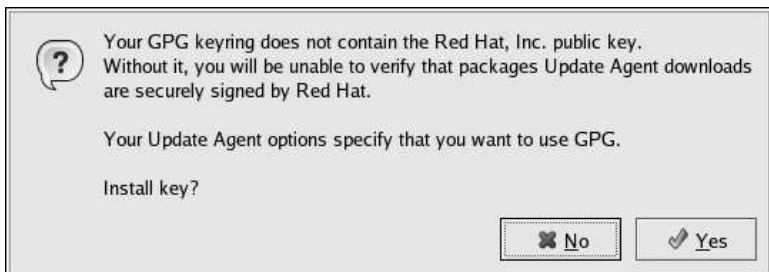 Your GPG keyring does not contain the Red Hat, Inc. public key.
Without it, you will be unable to verify that packages Update Agent downloads
are securely signed by Red Hat.
Your Update Agent options specify that you want to use GPG.
Install key?
No
Yes